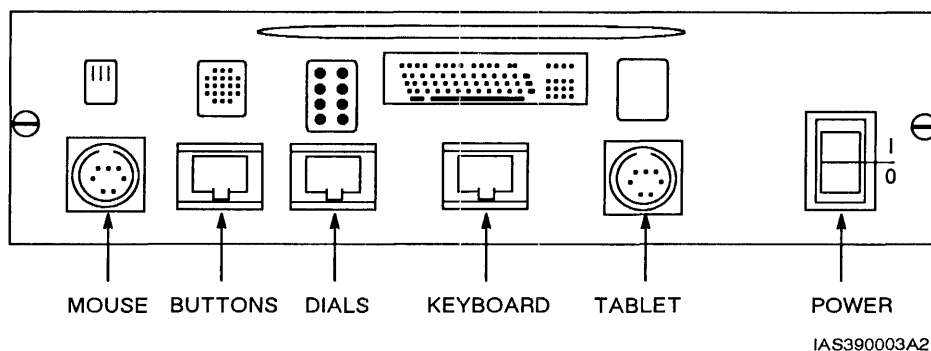 I
0
MOUSE BUTTONS DIALS KEYBOARD TABLET POWER
IAS390003A2